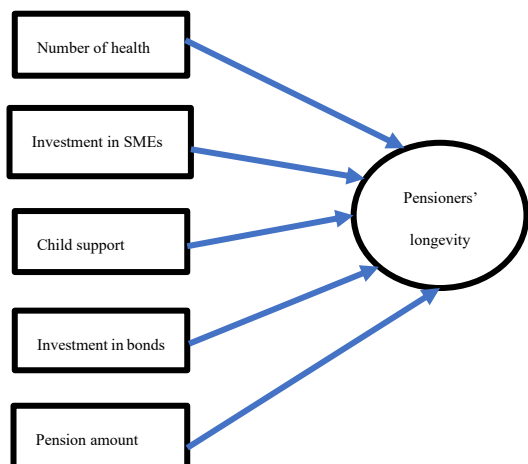 Number of health
Investment in SMEs
Child support
Investment in bonds
Pension amount
Pensioners’
longevity